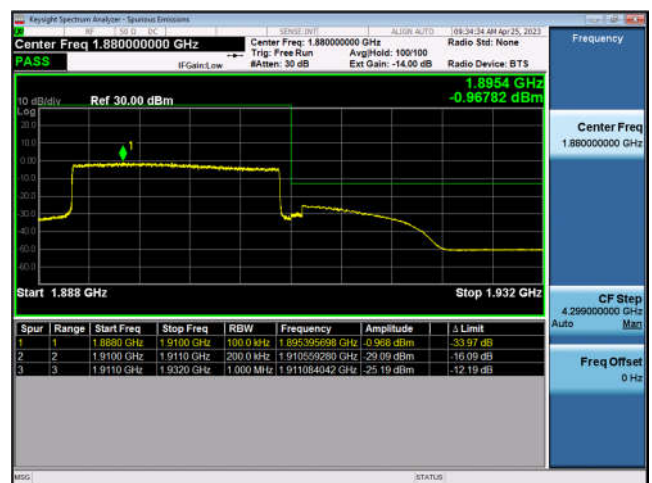 Keysight Spectrum Analyzer - Spurious Emissions
RF 50 Ω DC SENSE:INT ALIGN AUTO 09:34:34 AM Apr 25, 2023
Center Freq 1.880000000 GHz
Center Freq: 1.880000000 GHz
Radio Std: None
Trig: Free Run Avg|Hold: 100/100
PASS
IFGain:Low
#Atten: 30 dB Ext Gain: -14.00 dB
Radio Device: BTS
1.8954 GHz
-0.96782 dBm
10 dB/div Ref 30.00 dBm
Log
20.0
10.0
1
0.00
-10.0
-20.0
-30.0
-40.0
-50.0
-60.0
Start 1.888 GHz Stop 1.932 GHz
Spur Range Start Freq Stop Freq RBW Frequency Amplitude Δ Limit
1 1 1.8880 GHz 1.9100 GHz 100.0 kHz 1.895395698 GHz -0.968 dBm -33.97 dB
2 2 1.9100 GHz 1.9110 GHz 200.0 kHz 1.910559280 GHz -29.09 dBm -16.09 dB
3 3 1.9110 GHz 1.9320 GHz 1.000 MHz 1.911084042 GHz -25.19 dBm -12.19 dB
MSG STATUS
Frequency
Center Freq
1.880000000 GHz
CF Step
4.299000000 GHz
Auto Man
Freq Offset
0 Hz